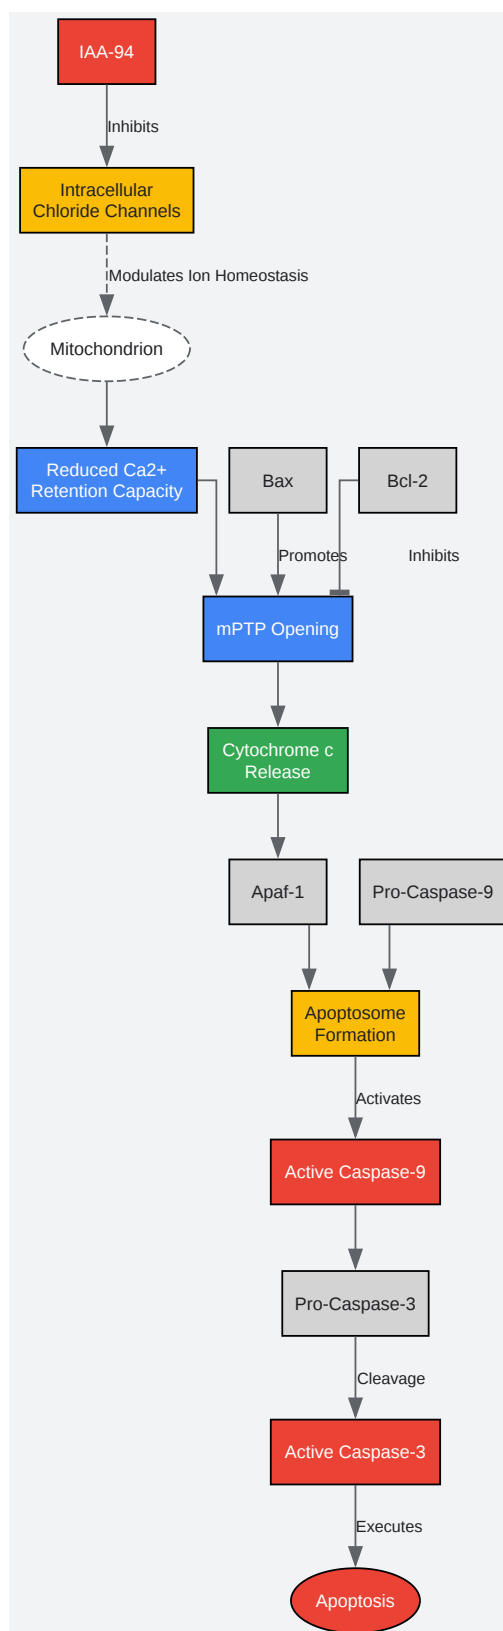 IAA-94
Inhibits
Intracellular
Chloride Channels
Modulates Ion Homeostasis
Mitochondrion
Reduced Ca2+
Retention Capacity
Bax
Bcl-2
Promotes
Inhibits
mPTP Opening
Cytochrome c
Release
Apaf-1
Pro-Caspase-9
Apoptosome
Formation
Activates
Active Caspase-9
Pro-Caspase-3
Cleavage
Active Caspase-3
Executes
Apoptosis